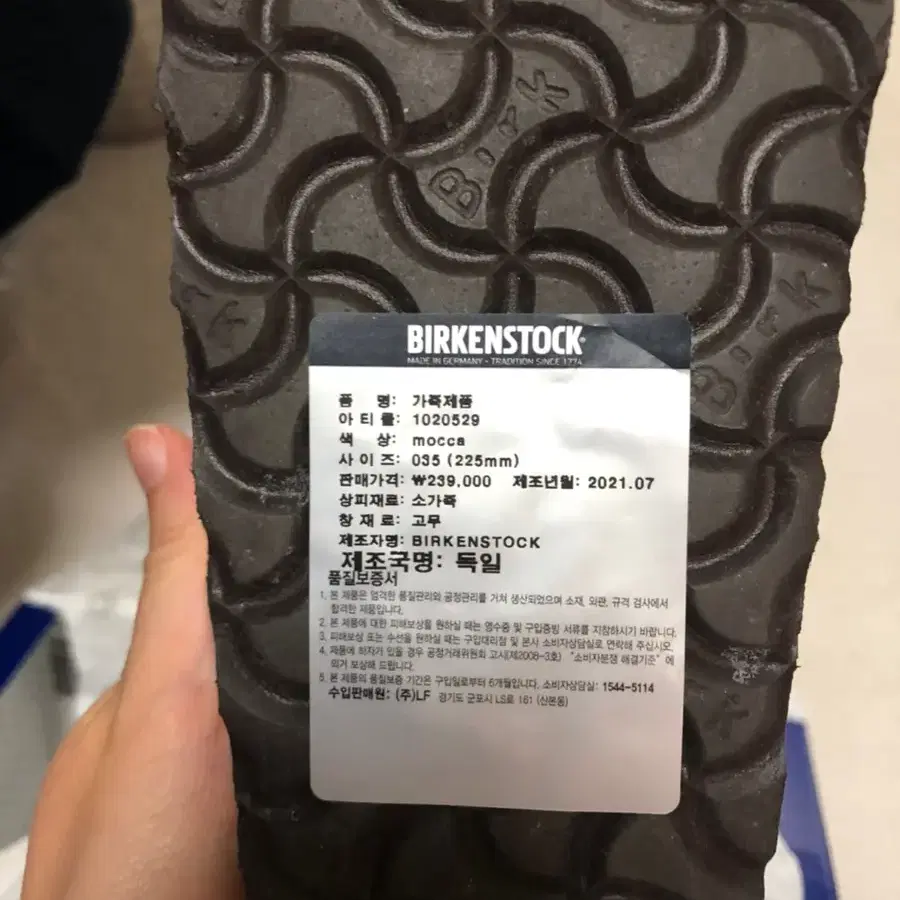 Birk
Birk
BIRKENSTOCK
MADE IN GERMANY - TRADITION SINCE 1774
품 명: 가죽제품
아 티 클: 1020529
색 상: mocca
사 이 즈: 035 (225mm)
판매가격: ₩239,000 제조년월: 2021.07
상피재료: 소가죽
창 재 료: 고무
제조자명: BIRKENSTOCK
제조국명: 독일
품질보증서
1. 본 제품은 엄격한 품질관리와 공정관리를 거쳐 생산되었으며 소재, 외관, 규격 검사에서
합격한 제품입니다.
2. 본 제품에 대한 피해보상을 원하실 때는 영수증 및 구입증빙 서류를 지참하시기 바랍니다.
3. 피해보상 또는 수선을 원하실 때는 구입대리점 및 본사 소비자상담실로 연락해 주십시오.
4. 제품에 하자가 있을 경우 공정거래위원회 고시(제2008-3호) "소비자분쟁 해결기준"에
의거 보상해 드립니다.
5. 본 제품의 품질보증 기간은 구입일로부터 6개월입니다. 소비자상담실: 1544-5114
수입판매원: (주)LF 경기도 군포시 LS로 161 (산본동)